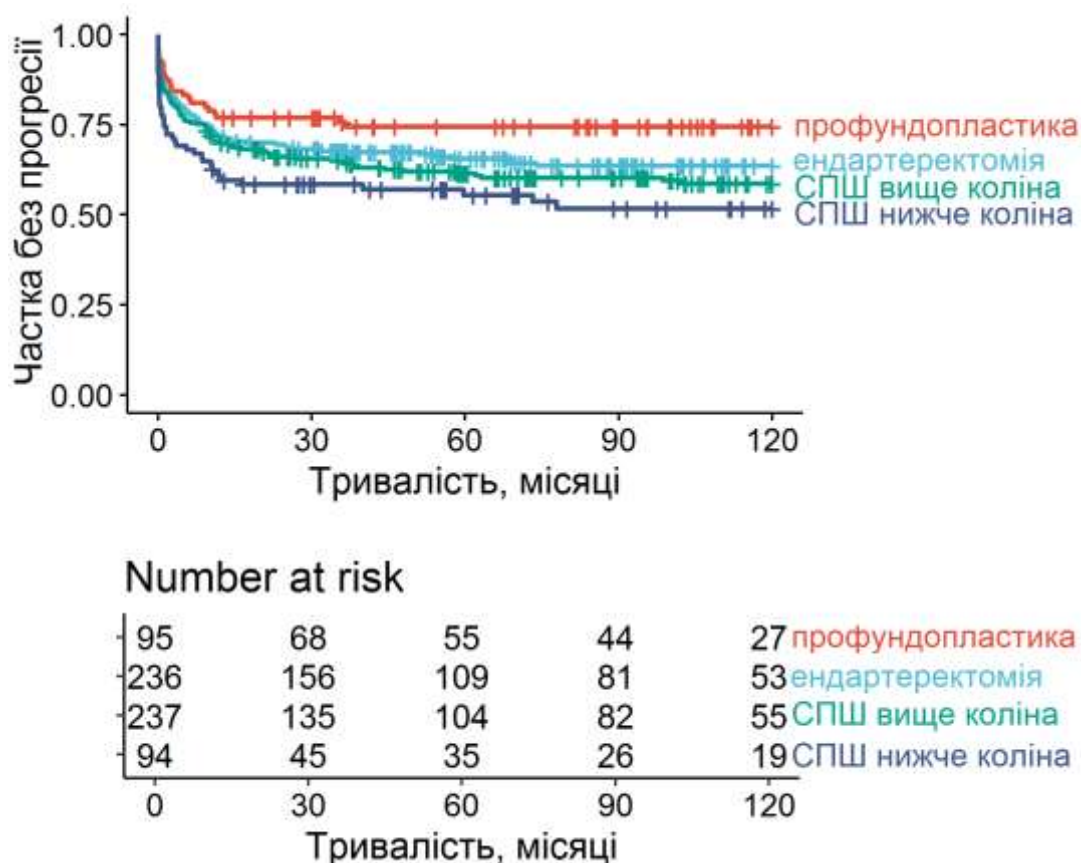 Частка без прогресії
1.00
0.75
0.50
0.25
0.00
профундопластика
ендартеректомія
СПШ вище коліна
СПШ нижче коліна
0 30 60 90 120
Тривалість, місяці
Number at risk
95 68 55 44 27 профундопластика
236 156 109 81 53 ендартеректомія
237 135 104 82 55 СПШ вище коліна
94 45 35 26 19 СПШ нижче коліна
0 30 60 90 120
Тривалість, місяці